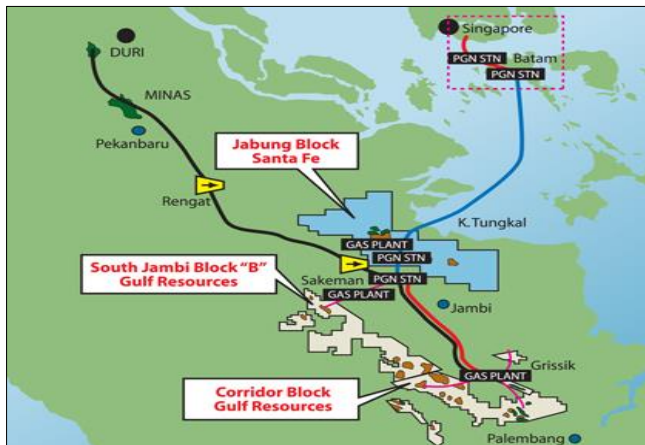 Singapore
DURI
PGN STN
Batam
PGN STN
MINAS
Pekanbaru
Jabung Block
Santa Fe
Rengat
K.Tungkal
GAS PLANT
PGN STN
South Jambi Block "B"
Gulf Resources
Sakeman
PGN STN
GAS PLANT
Jambi
Grissik
GAS PLANT
Corridor Block
Gulf Resources
Palembang